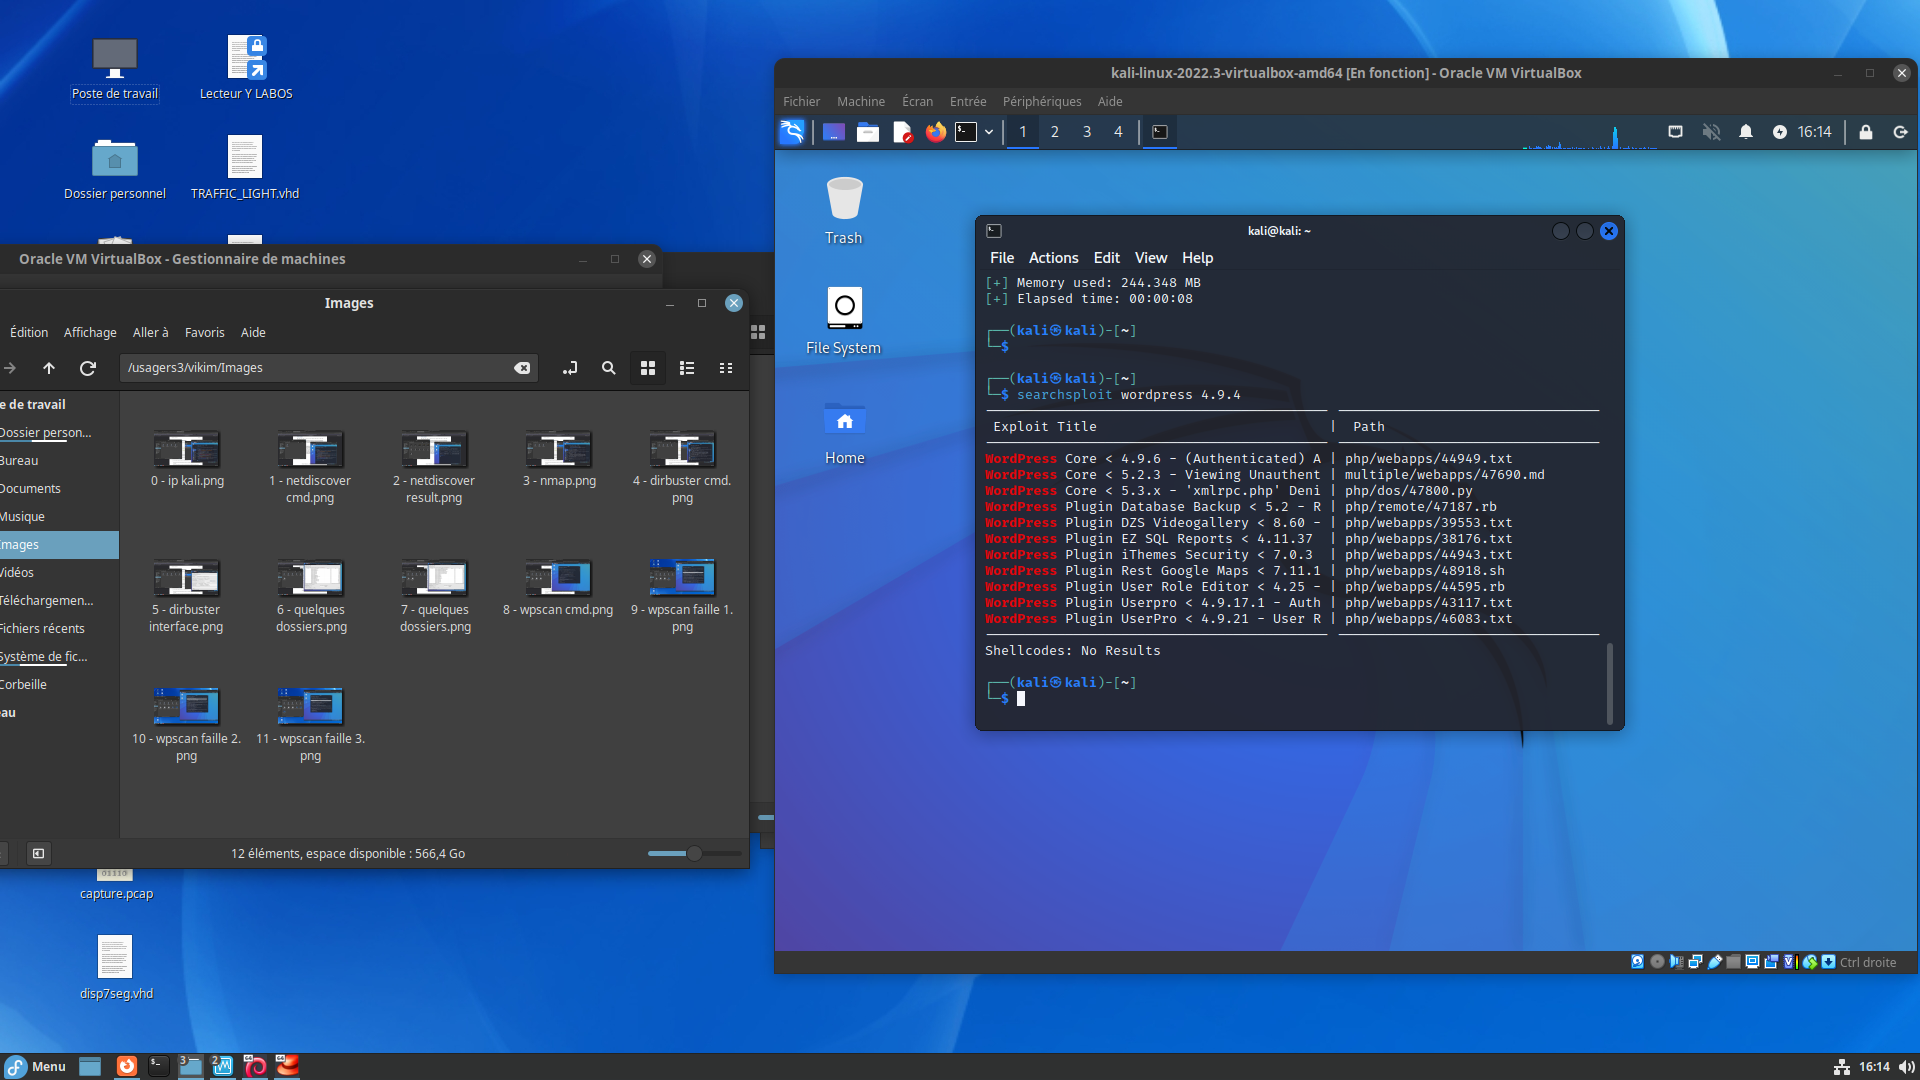 Poste de travail
Lecteur Y LABOS
Dossier personnel
TRAFFIC_LIGHT.vhd
Oracle VM VirtualBox - Gestionnaire de machines
Images
Édition Affichage Aller à Favoris Aide
/usagers3/vikim/Images
e de travail
Dossier person...
Bureau
Documents
Musique
Images
Vidéos
Téléchargemen...
Fichiers récents
Système de fic...
Corbeille
eau
0 - ip kali.png
1 - netdiscover
cmd.png
2 - netdiscover
result.png
3 - nmap.png
4 - dirbuster cmd.
png
5 - dirbuster
interface.png
6 - quelques
dossiers.png
7 - quelques
dossiers.png
8 - wpscan cmd.png
9 - wpscan faille 1.
png
10 - wpscan faille 2.
png
11 - wpscan faille 3.
png
12 éléments, espace disponible : 566,4 Go
01110
capture.pcap
disp7seg.vhd
kali-linux-2022.3-virtualbox-amd64 [En fonction] - Oracle VM VirtualBox
Fichier Machine Écran Entrée Périphériques Aide
1 2 3 4
16:14
Trash
File System
Home
kali@kali: ~
File Actions Edit View Help
[+] Memory used: 244.348 MB
[+] Elapsed time: 00:00:08
┌──(kali㉿kali)-[~]
└─$
┌──(kali㉿kali)-[~]
└─$ searchsploit wordpress 4.9.4
Exploit Title | Path
WordPress Core < 4.9.6 - (Authenticated) A | php/webapps/44949.txt
WordPress Core < 5.2.3 - Viewing Unauthent | multiple/webapps/47690.md
WordPress Core < 5.3.x - 'xmlrpc.php' Deni | php/dos/47800.py
WordPress Plugin Database Backup < 5.2 - R | php/remote/47187.rb
WordPress Plugin DZS Videogallery < 8.60 - | php/webapps/39553.txt
WordPress Plugin EZ SQL Reports < 4.11.37 | php/webapps/38176.txt
WordPress Plugin iThemes Security < 7.0.3 | php/webapps/44943.txt
WordPress Plugin Rest Google Maps < 7.11.1 | php/webapps/48918.sh
WordPress Plugin User Role Editor < 4.25 - | php/webapps/44595.rb
WordPress Plugin Userpro < 4.9.17.1 - Auth | php/webapps/43117.txt
WordPress Plugin UserPro < 4.9.21 - User R | php/webapps/46083.txt
Shellcodes: No Results
┌──(kali㉿kali)-[~]
└─$
Ctrl droite
Menu
3
2
64
64
16:14